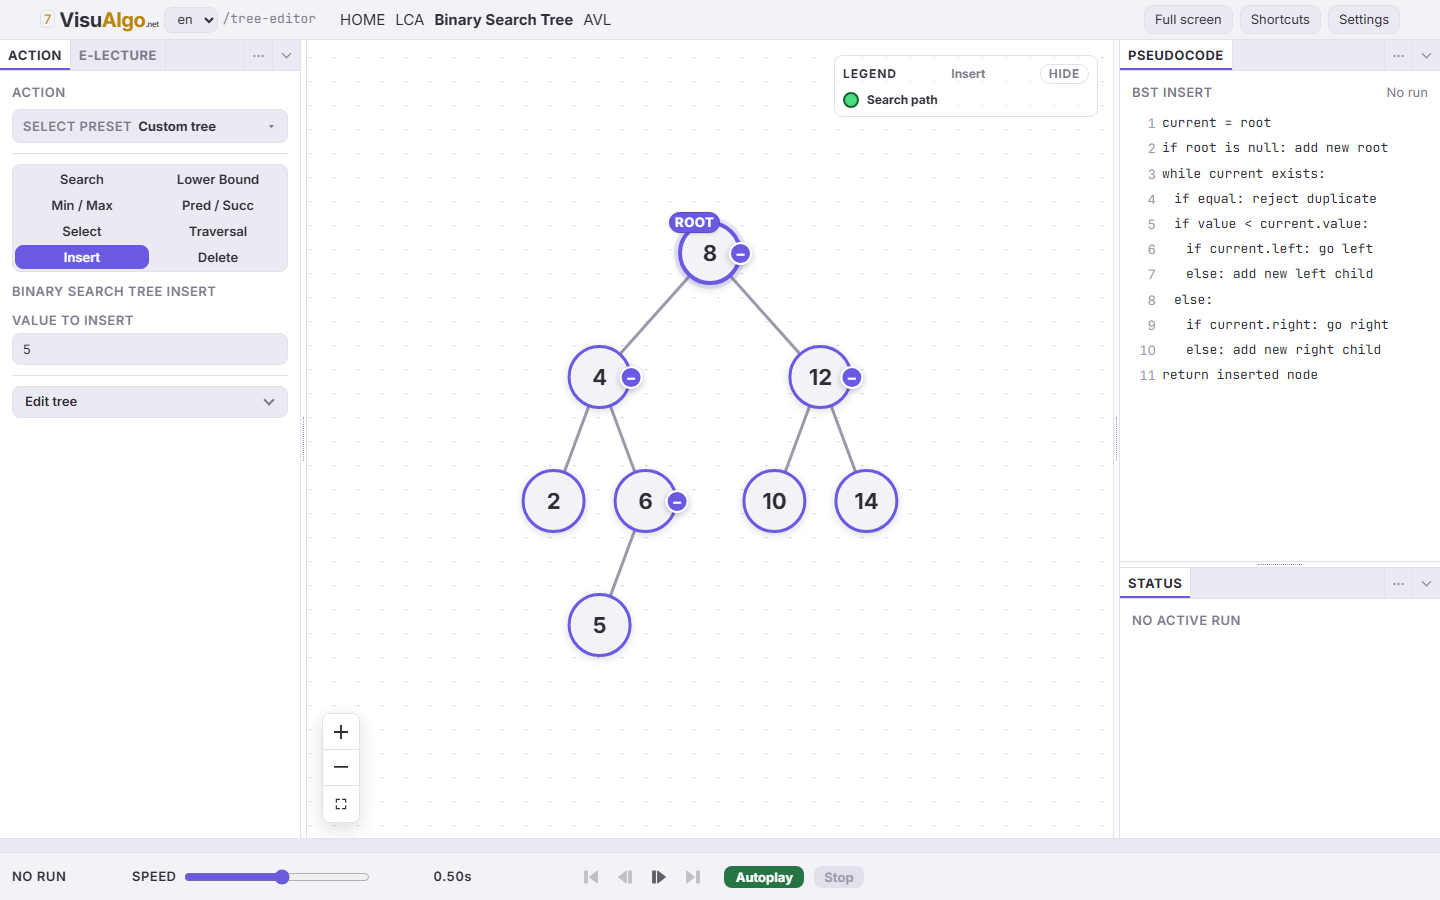 7 VisuAlgo.net en /tree-editor HOME LCA Binary Search Tree AVL Full screen Shortcuts Settings
ACTION E-LECTURE
ACTION
SELECT PRESET Custom tree
Search Lower Bound
Min / Max Pred / Succ
Select Traversal
Insert Delete
BINARY SEARCH TREE INSERT
VALUE TO INSERT
5
Edit tree
LEGEND Insert HIDE
Search path
ROOT
8
4 12
2 6 10 14
5
PSEUDOCODE
BST INSERT No run
1 current = root
2 if root is null: add new root
3 while current exists:
4 if equal: reject duplicate
5 if value < current.value:
6 if current.left: go left
7 else: add new left child
8 else:
9 if current.right: go right
10 else: add new right child
11 return inserted node
STATUS
NO ACTIVE RUN
NO RUN SPEED 0.50s Autoplay Stop